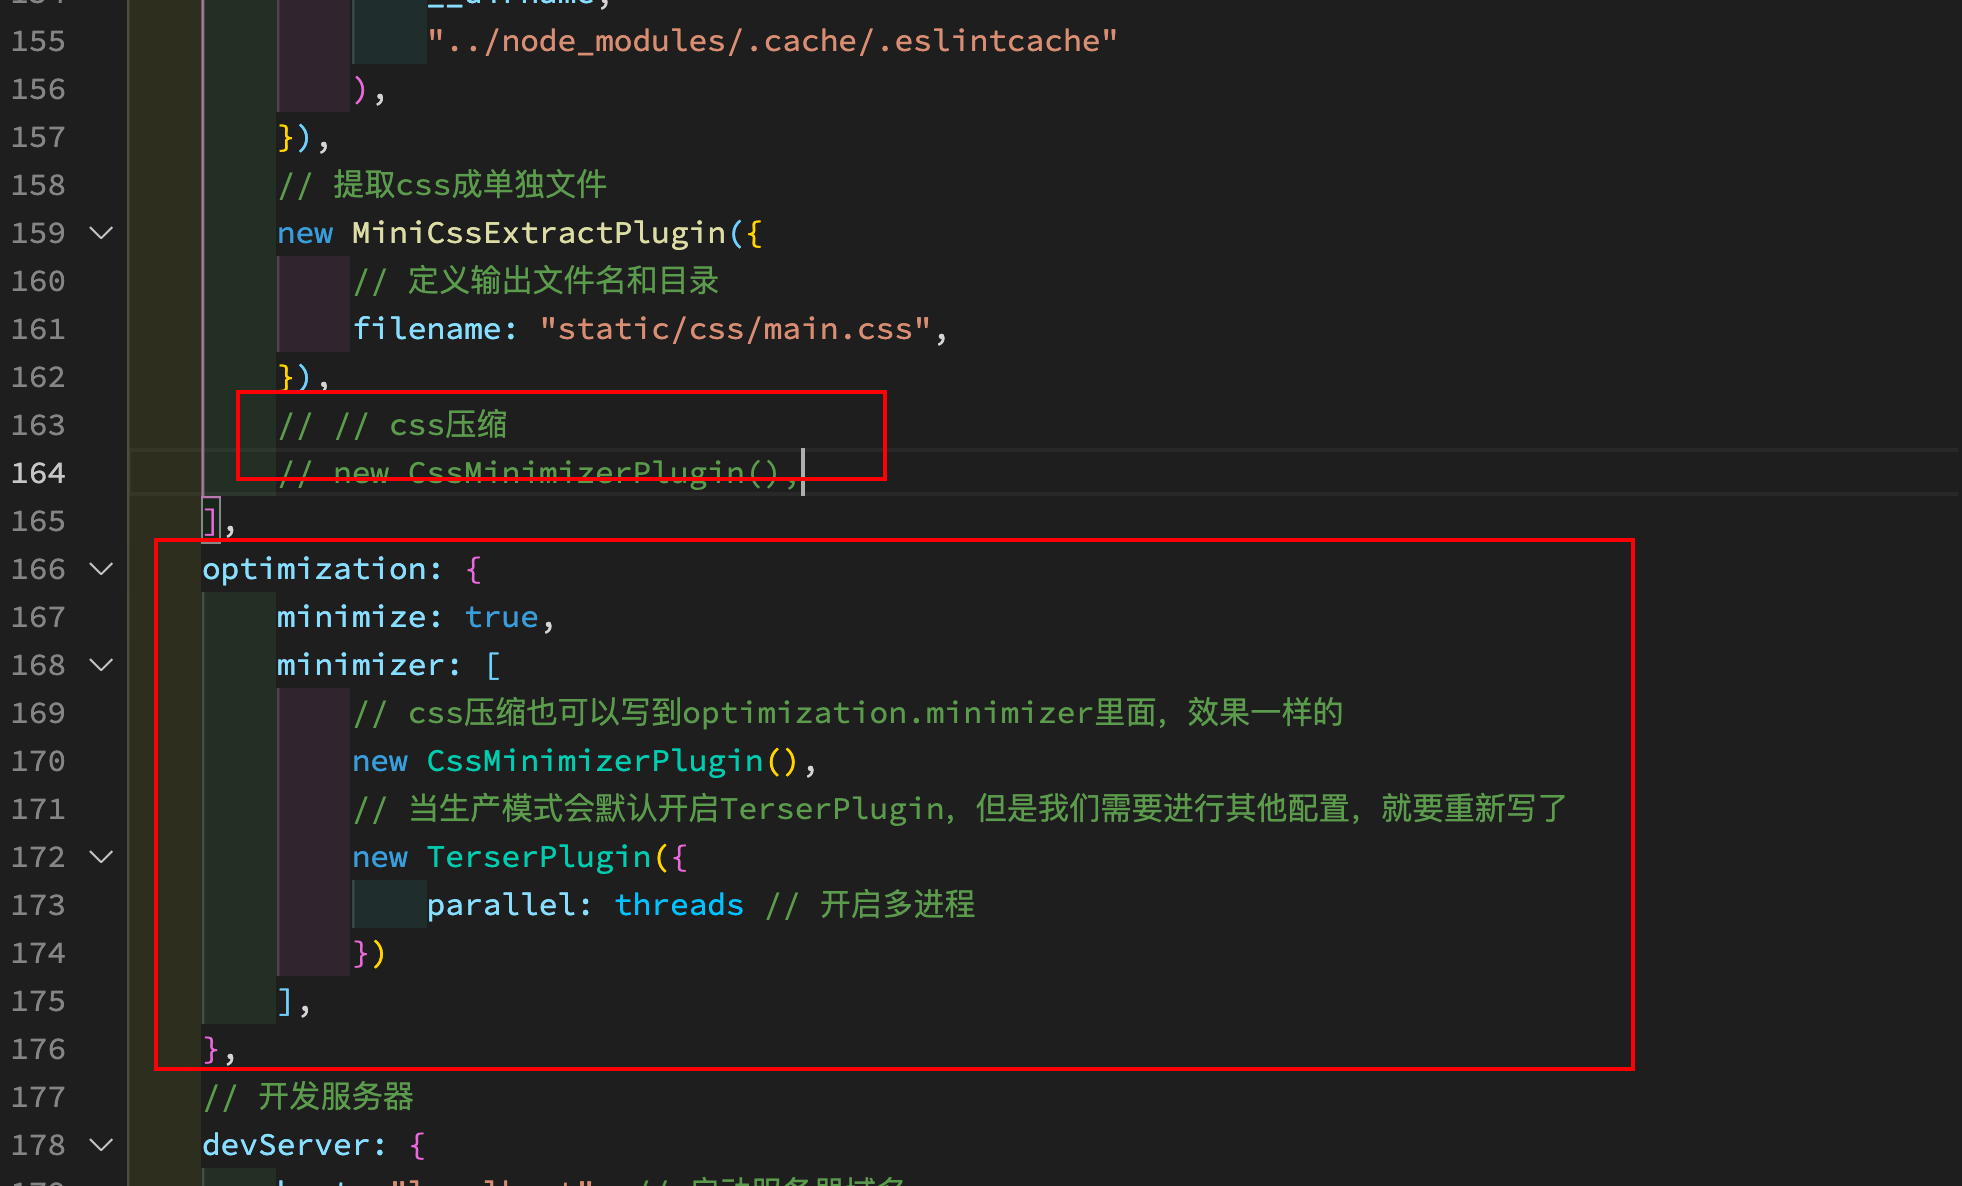 155 "../node_modules/.cache/.eslintcache"
156 ),
157 }),
158 // 提取css成单独文件
159 new MiniCssExtractPlugin({
160 // 定义输出文件名和目录
161 filename: "static/css/main.css",
162 }),
163 // // css压缩
164 // new CssMinimizerPlugin(),
165 ],
166 optimization: {
167 minimize: true,
168 minimizer: [
169 // css压缩也可以写到optimization.minimizer里面，效果一样的
170 new CssMinimizerPlugin(),
171 // 当生产模式会默认开启TerserPlugin，但是我们需要进行其他配置，就要重新写了
172 new TerserPlugin({
173 parallel: threads // 开启多进程
174 })
175 ],
176 },
177 // 开发服务器
178 devServer: {